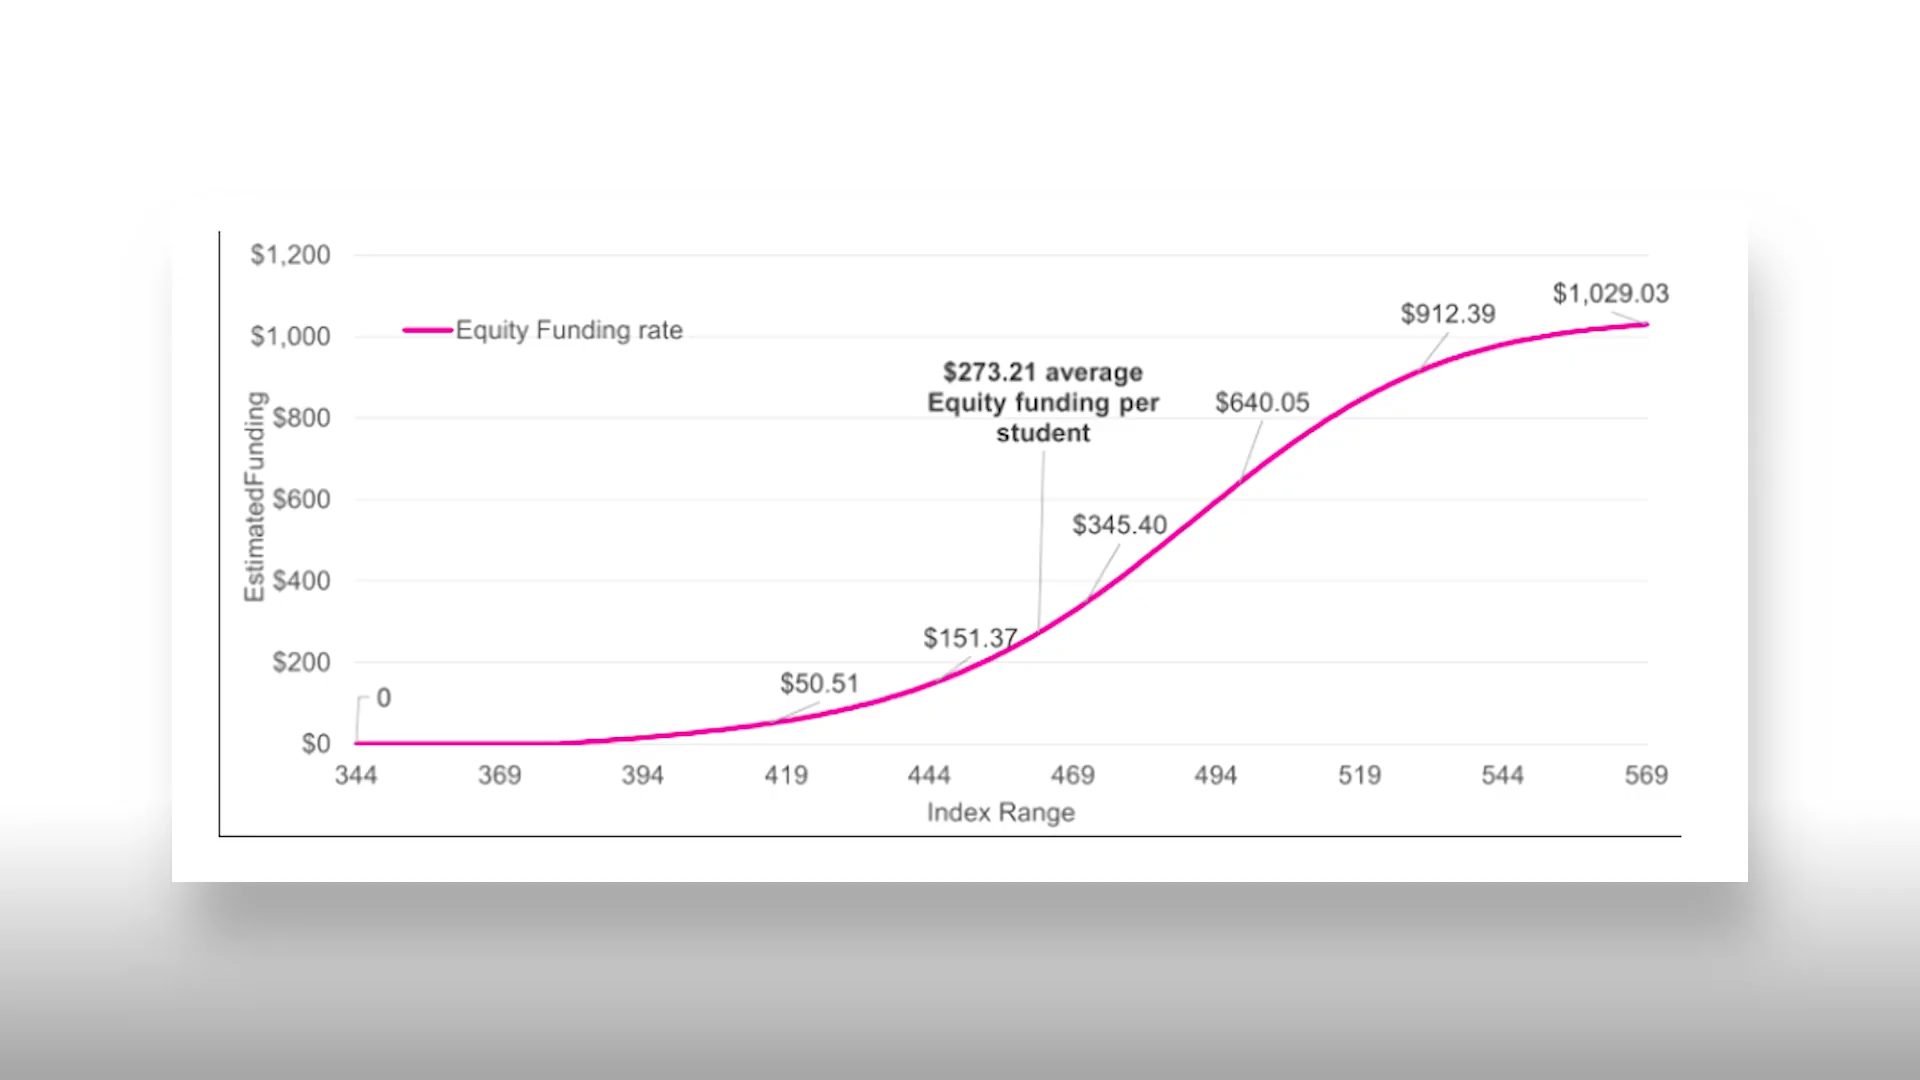 $1,200
$1,000
$800
$600
$400
$200
$0
EstimatedFunding
Equity Funding rate
0
$50.51
$151.37
$273.21 average
Equity funding per
student
$345.40
$640.05
$912.39
$1,029.03
344 369 394 419 444 469 494 519 544 569
Index Range